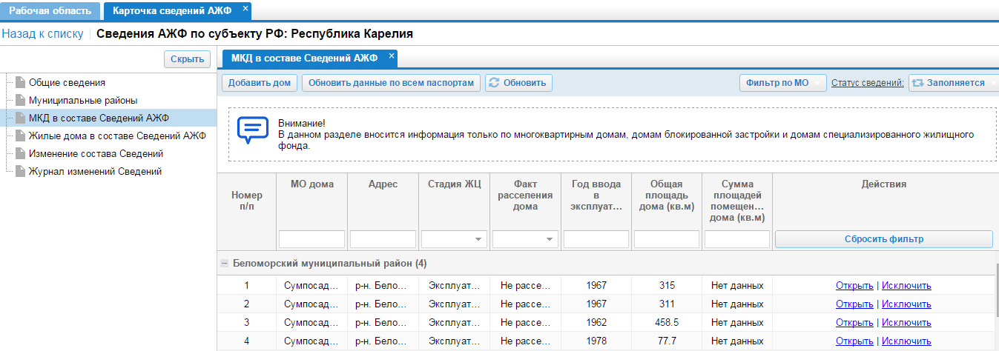 Рабочая область
Карточка сведений АЖФ ×
Назад к списку | Сведения АЖФ по субъекту РФ: Республика Карелия
Скрыть
Общие сведения
Муниципальные районы
МКД в составе Сведений АЖФ
Жилые дома в составе Сведений АЖФ
Изменение состава Сведений
Журнал изменений Сведений
МКД в составе Сведений АЖФ ×
Добавить дом Обновить данные по всем паспортам Обновить Фильтр по МО Статус сведений: Заполняется
Внимание!
В данном разделе вносится информация только по многоквартирным домам, домам блокированной застройки и домам специализированного жилищного
фонда.
Номер п/п
МО дома
Адрес
Стадия ЖЦ
Факт расселения дома
Год ввода в эксплуат...
Общая площадь дома (кв.м)
Сумма площадей помещен... дома (кв.м)
Действия
Сбросить фильтр
Беломорский муниципальный район (4)
1 Сумпосад... р-н. Бело... Эксплуат... Не рассе... 1967 315 Нет данных Открыть | Исключить
2 Сумпосад... р-н. Бело... Эксплуат... Не рассе... 1967 311 Нет данных Открыть | Исключить
3 Сумпосад... р-н. Бело... Эксплуат... Не рассе... 1962 458.5 Нет данных Открыть | Исключить
4 Сумпосад... р-н. Бело... Эксплуат... Не рассе... 1978 77.7 Нет данных Открыть | Исключить